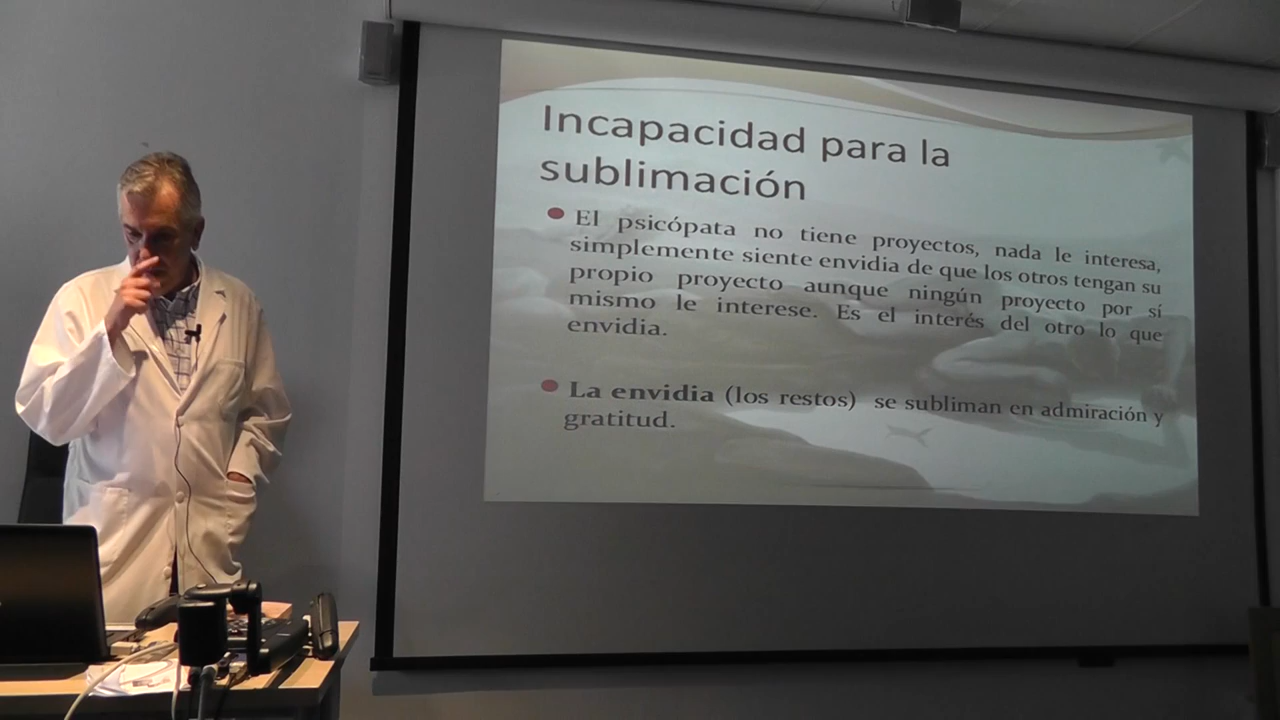 Incapacidad para la
sublimación
El psicópata no tiene proyectos, nada le interesa,
simplemente siente envidia de que los otros tengan su
propio proyecto aunque ningún proyecto por sí
mismo le interese. Es el interés del otro lo que
envidia.
La envidia (los restos) se subliman en admiración y
gratitud.